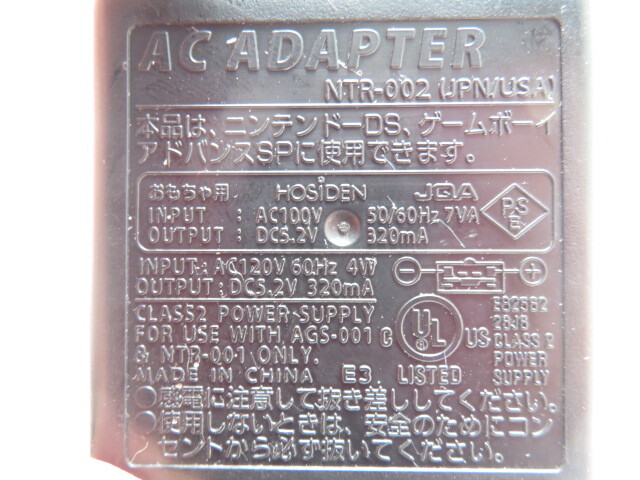 AC ADAPTER
NTR-002 (JPN/USA)
本品は、ニンテンドーDS、ゲームボーイ
アドバンスSPに使用できます。
おもちゃ用 HOSIDEN JQA
INPUT : AC100V 50/60Hz 7VA
OUTPUT : DC5.2V 320mA
PS
E
INPUT : AC120V 60Hz 4W
OUTPUT : DC5.2V 320mA
CLASS2 POWER SUPPLY
FOR USE WITH AGS-001
& NTR-001 ONLY.
MADE IN CHINA E3
C UL US
LISTED
E82562
28J8
CLASS 2
POWER
SUPPLY
●感電に注意して抜き差ししてください。
●使用しないときは、安全のためにコン
セントから必ず抜いてください。